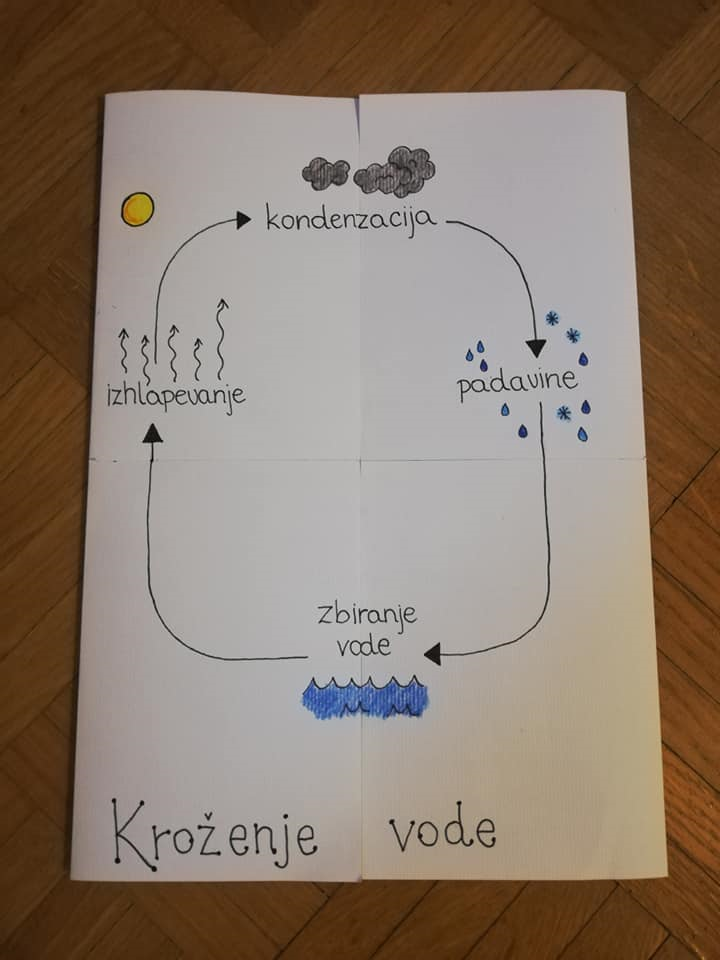 kondenzacija
izhlapevanje
padavine
zbiranje
vode
Kroženje vode